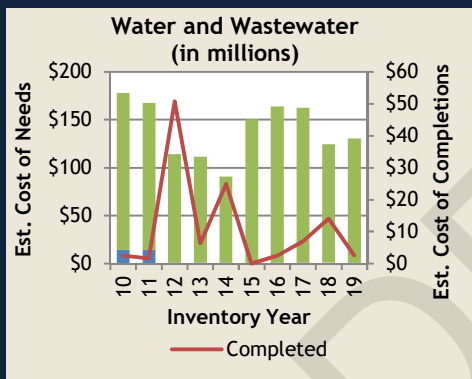 Water and Wastewater
(in millions)
Est. Cost of Needs
$200
$150
$100
$50
$0
$60
$50
$40
$30
$20
$10
$0
Est. Cost of Completions
10 11 12 13 14 15 16 17 18 19
Inventory Year
Completed